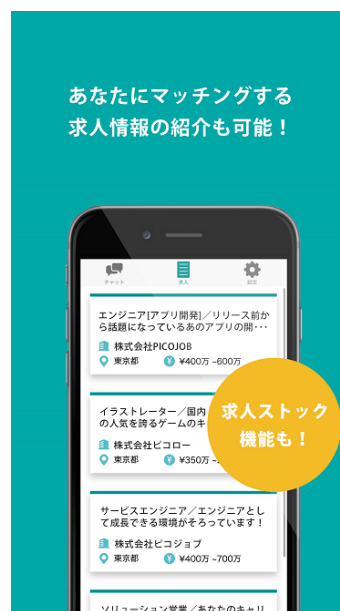 あなたにマッチングする
求人情報の紹介も可能！
チャット
求人
設定
エンジニア[アプリ開発]／リリース前か
ら話題になっているあのアプリの開･･･
株式会社PICOJOB
東京都 ¥400万 ~600万
イラストレーター／国内
の人気を誇るゲームのキ
株式会社ピコロー
東京都 ¥350万
求人ストック
機能も！
サービスエンジニア／エンジニアとし
て成長できる環境がそろっています！
株式会社ピコジョブ
東京都 ¥400万 ~700万
ソリューション営業／あなたのキャリ